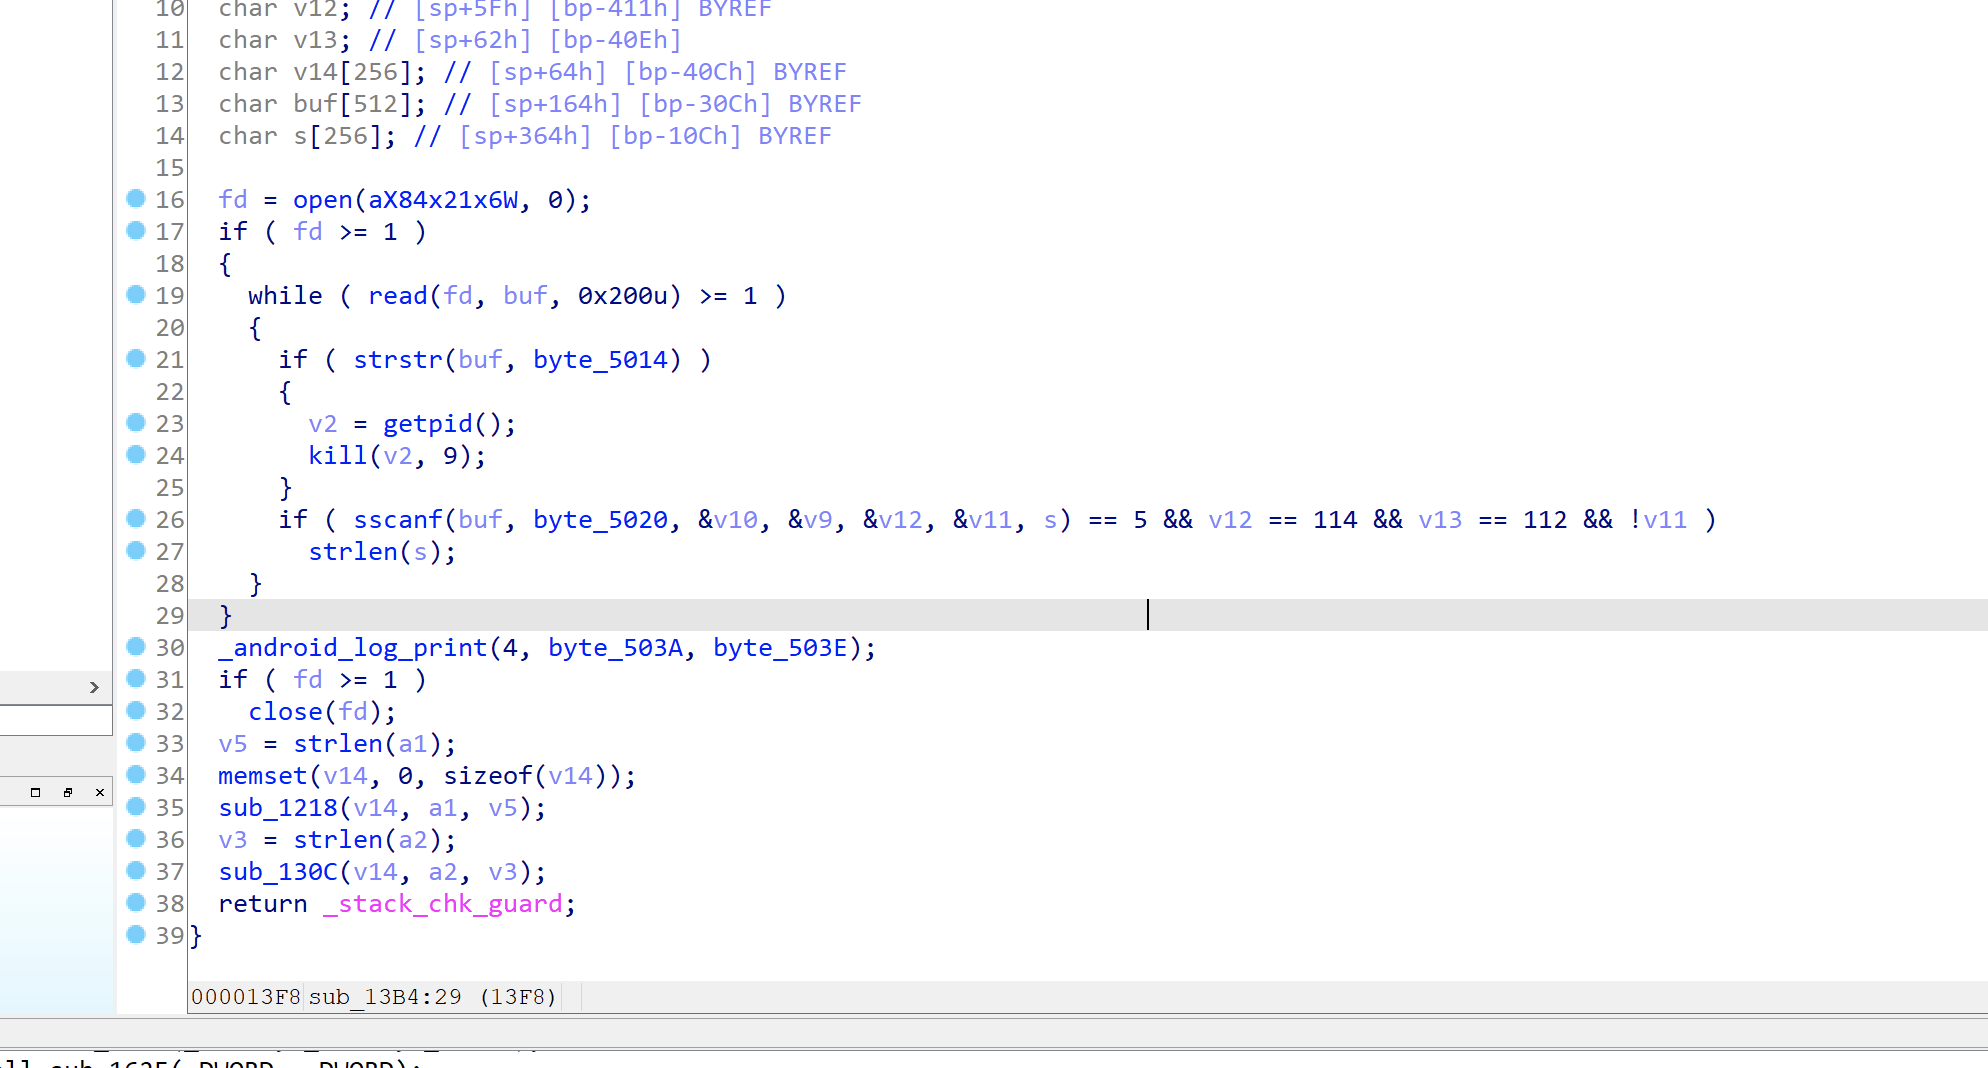 10 char v12; // [sp+5Fh] [bp-411h] BYREF
11 char v13; // [sp+62h] [bp-40Eh]
12 char v14[256]; // [sp+64h] [bp-40Ch] BYREF
13 char buf[512]; // [sp+164h] [bp-30Ch] BYREF
14 char s[256]; // [sp+364h] [bp-10Ch] BYREF
15
16 fd = open(aX84x21x6W, 0);
17 if ( fd >= 1 )
18 {
19 while ( read(fd, buf, 0x200u) >= 1 )
20 {
21 if ( strstr(buf, byte_5014) )
22 {
23 v2 = getpid();
24 kill(v2, 9);
25 }
26 if ( sscanf(buf, byte_5020, &v10, &v9, &v12, &v11, s) == 5 && v12 == 114 && v13 == 112 && !v11 )
27 strlen(s);
28 }
29 }
30 _android_log_print(4, byte_503A, byte_503E);
31 if ( fd >= 1 )
32 close(fd);
33 v5 = strlen(a1);
34 memset(v14, 0, sizeof(v14));
35 sub_1218(v14, a1, v5);
36 v3 = strlen(a2);
37 sub_130C(v14, a2, v3);
38 return _stack_chk_guard;
39 }
000013F8 sub_13B4:29 (13F8)